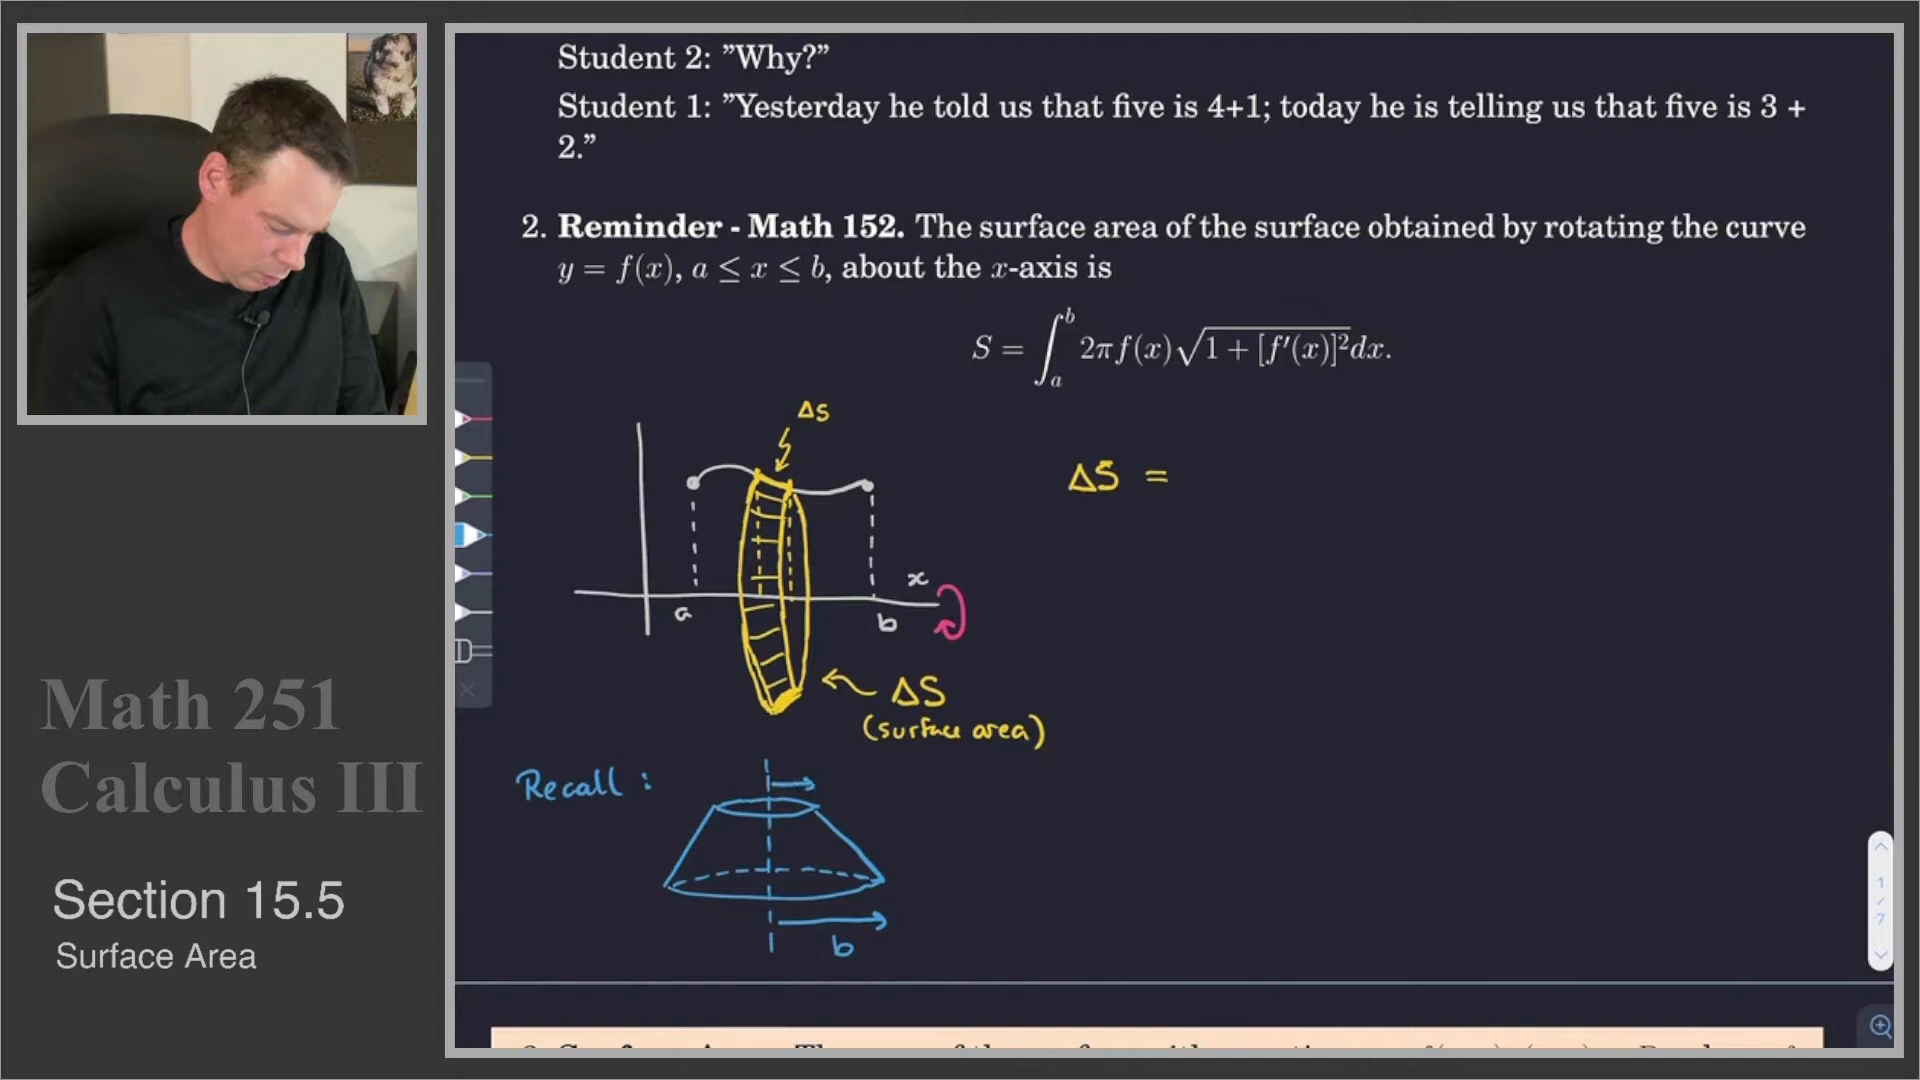 Student 2: ”Why?”
Student 1: ”Yesterday he told us that five is 4+1; today he is telling us that five is 3 +
2.”
2. Reminder - Math 152. The surface area of the surface obtained by rotating the curve
y = f(x), a ≤ x ≤ b, about the x-axis is
S = ∫_a^b 2πf(x)√(1 + [f′(x)]²)dx.
Δs
ΔS =
x
a
b
ΔS
(surface area)
Recall :
b
Math 251
Calculus III
Section 15.5
Surface Area
1
/
7